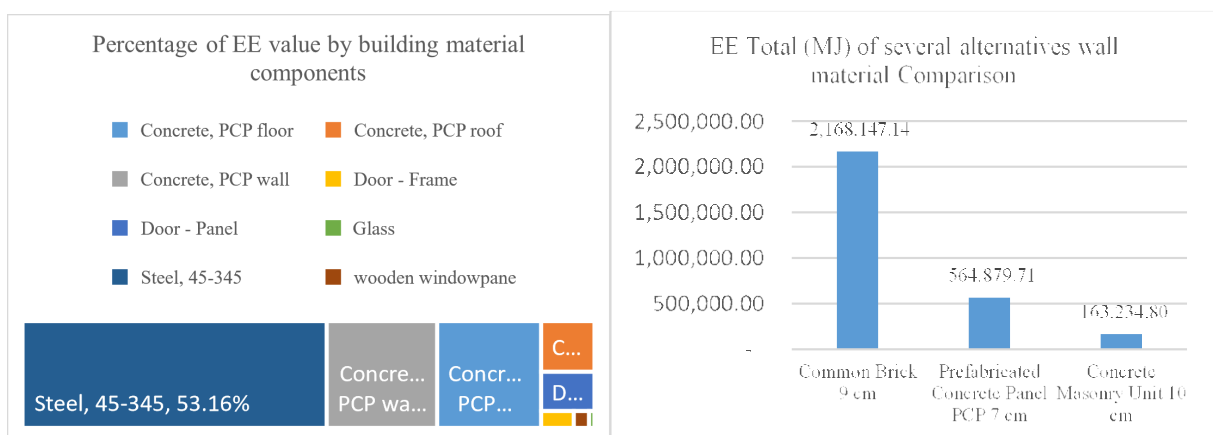 Percentage of EE value by building material
components
Concrete, PCP floor
Concrete, PCP roof
Concrete, PCP wall
Door - Frame
Door - Panel
Glass
Steel, 45-345
wooden windowpane
Steel, 45-345, 53.16%
Concre...
PCP wa...
Concr...
PCP...
C...
D...
EE Total (MJ) of several alternatives wall
material Comparison
2,500,000.00
2,000,000.00
1,500,000.00
1,000,000.00
500,000.00
-
2,168.147.14
564.879.71
163.234.80
Common Brick
9 cm
Prefabricated
Concrete Panel
PCP 7 cm
Concrete
Masonry Unit 10
cm